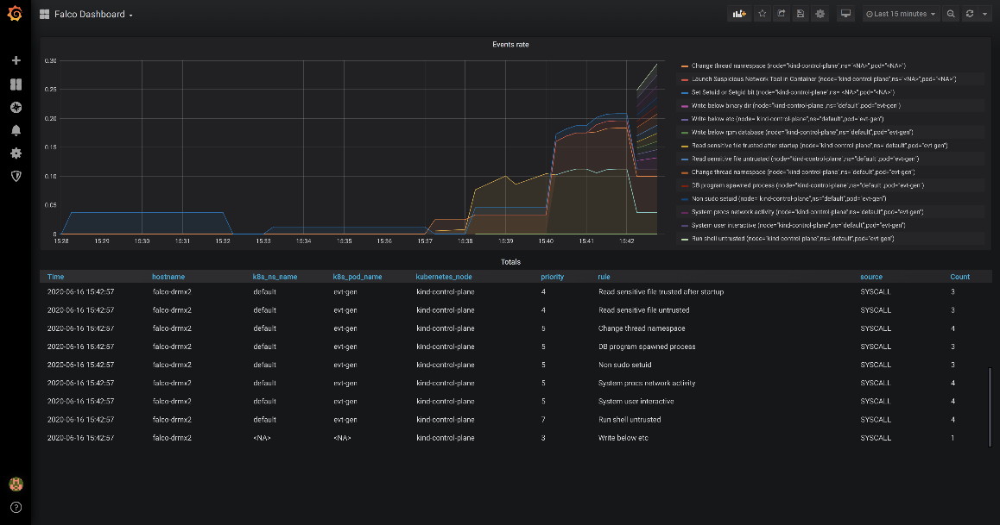 Falco Dashboard
Last 15 minutes
Events rate
0.30
0.25
0.20
0.15
0.10
0.05
0
15:28 15:29 15:30 15:31 15:32 15:33 15:34 15:35 15:36 15:37 15:38 15:39 15:40 15:41 15:42
Change thread namespace (node="kind-control-plane",ns="<NA>",pod="<NA>")
Launch Suspicious Network Tool in Container (node="kind-control-plane",ns="<NA>",pod="<NA>")
Set Setuid or Setgid bit (node="kind-control-plane",ns="<NA>",pod="<NA>")
Write below binary dir (node="kind-control-plane",ns="default",pod="evt-gen")
Write below etc (node="kind-control-plane",ns="default",pod="evt-gen")
Write below rpm database (node="kind-control-plane",ns="default",pod="evt-gen")
Read sensitive file trusted after startup (node="kind-control-plane",ns="default",pod="evt-gen")
Read sensitive file untrusted (node="kind-control-plane",ns="default",pod="evt-gen")
Change thread namespace (node="kind-control-plane",ns="default",pod="evt-gen")
DB program spawned process (node="kind-control-plane",ns="default",pod="evt-gen")
Non sudo setuid (node="kind-control-plane",ns="default",pod="evt-gen")
System procs network activity (node="kind-control-plane",ns="default",pod="evt-gen")
System user interactive (node="kind-control-plane",ns="default",pod="evt-gen")
Run shell untrusted (node="kind-control-plane",ns="default",pod="evt-gen")
Totals
Time hostname k8s_ns_name k8s_pod_name kubernetes_node priority rule source Count
2020-06-16 15:42:57 falco-drmx2 default evt-gen kind-control-plane 4 Read sensitive file trusted after startup SYSCALL 3
2020-06-16 15:42:57 falco-drmx2 default evt-gen kind-control-plane 4 Read sensitive file untrusted SYSCALL 3
2020-06-16 15:42:57 falco-drmx2 default evt-gen kind-control-plane 5 Change thread namespace SYSCALL 4
2020-06-16 15:42:57 falco-drmx2 default evt-gen kind-control-plane 5 DB program spawned process SYSCALL 3
2020-06-16 15:42:57 falco-drmx2 default evt-gen kind-control-plane 5 Non sudo setuid SYSCALL 3
2020-06-16 15:42:57 falco-drmx2 default evt-gen kind-control-plane 5 System procs network activity SYSCALL 4
2020-06-16 15:42:57 falco-drmx2 default evt-gen kind-control-plane 5 System user interactive SYSCALL 4
2020-06-16 15:42:57 falco-drmx2 default evt-gen kind-control-plane 7 Run shell untrusted SYSCALL 4
2020-06-16 15:42:57 falco-drmx2 <NA> <NA> kind-control-plane 3 Write below etc SYSCALL 1